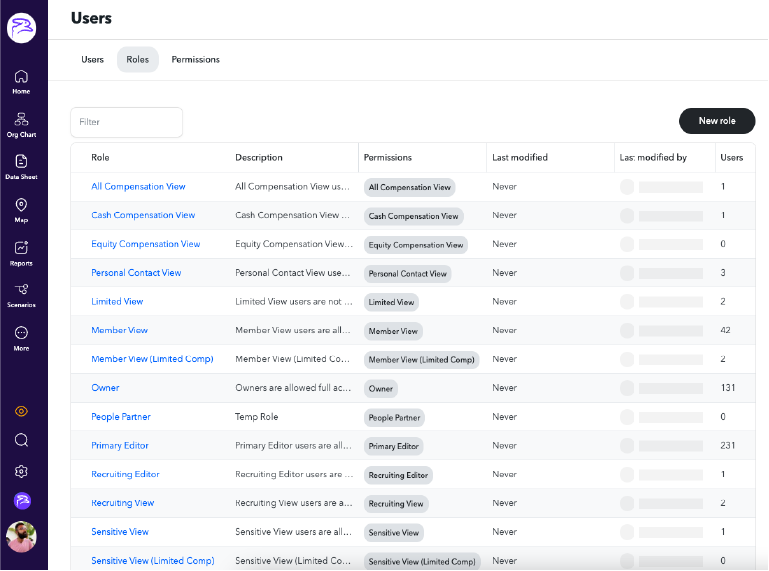 Users
Users Roles Permissions
Filter
New role
Role Description Permissions Last modified Last modified by Users
All Compensation View All Compensation View us... All Compensation View Never 1
Cash Compensation View Cash Compensation View ... Cash Compensation View Never 1
Equity Compensation View Equity Compensation View... Equity Compensation View Never 0
Personal Contact View Personal Contact View use... Personal Contact View Never 3
Limited View Limited View users are not ... Limited View Never 2
Member View Member View users are all... Member View Never 42
Member View (Limited Comp) Member View (Limited Co... Member View (Limited Comp) Never 2
Owner Owners are allowed full ac... Owner Never 131
People Partner Temp Role People Partner Never 0
Primary Editor Primary Editor users are all... Primary Editor Never 231
Recruiting Editor Recruiting Editor users are ... Recruiting Editor Never 1
Recruiting View Recruiting View users are a... Recruiting View Never 2
Sensitive View Sensitive View users are all... Sensitive View Never 1
Sensitive View (Limited Comp) Sensitive View (Limited Co... Sensitive View (Limited Comp) Never 0
Home
Org Chart
Data Sheet
Map
Reports
Scenarios
More